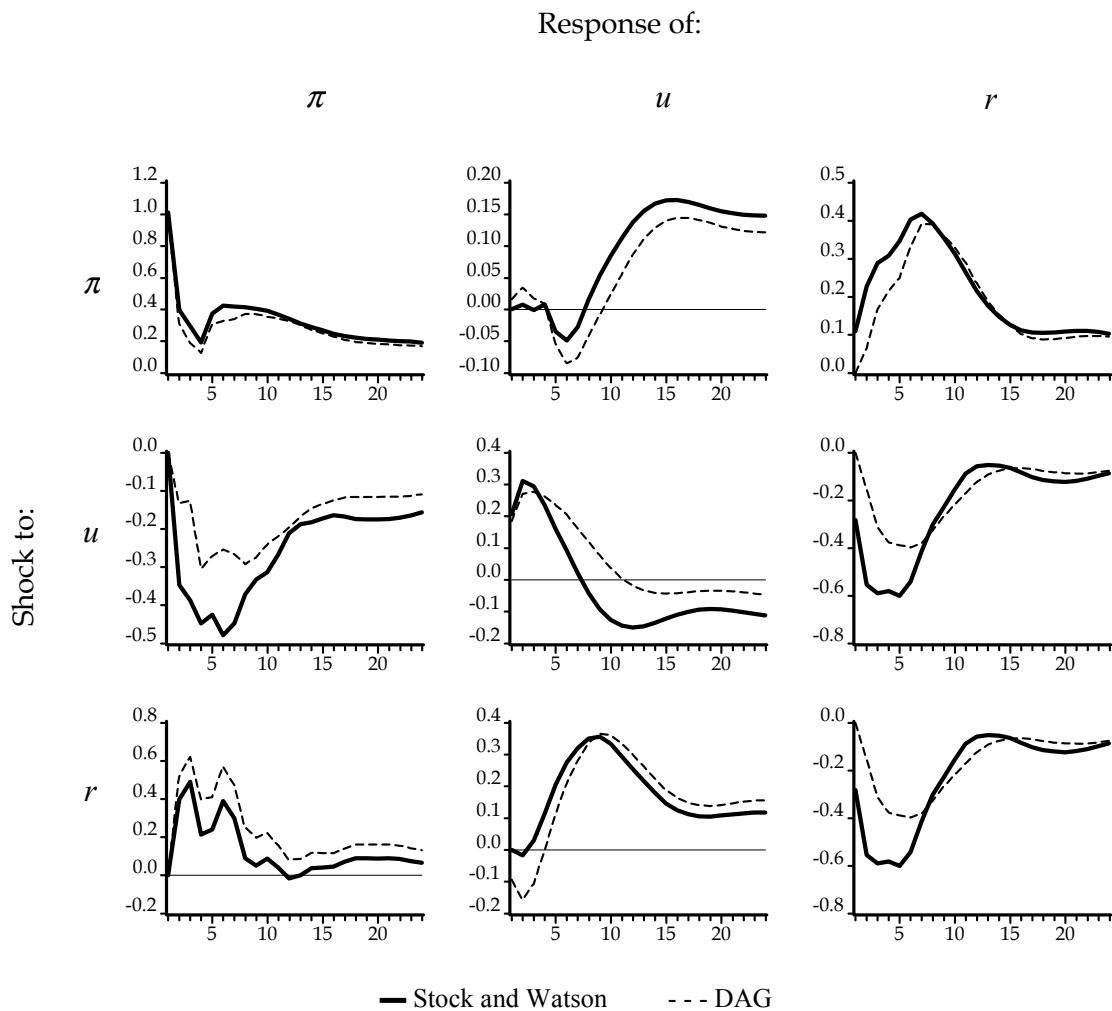 Response of:
π u r
Shock to:
π
1.2 1.0 0.8 0.6 0.4 0.2 0.0
5 10 15 20
0.20 0.15 0.10 0.05 0.00 -0.05 -0.10
5 10 15 20
0.5 0.4 0.3 0.2 0.1 0.0
5 10 15 20
u
0.0 -0.1 -0.2 -0.3 -0.4 -0.5
5 10 15 20
0.4 0.3 0.2 0.1 0.0 -0.1 -0.2
5 10 15 20
0.0 -0.2 -0.4 -0.6 -0.8
5 10 15 20
r
0.8 0.6 0.4 0.2 0.0 -0.2
5 10 15 20
0.4 0.3 0.2 0.1 0.0 -0.1 -0.2
5 10 15 20
0.0 -0.2 -0.4 -0.6 -0.8
5 10 15 20
Stock and Watson DAG